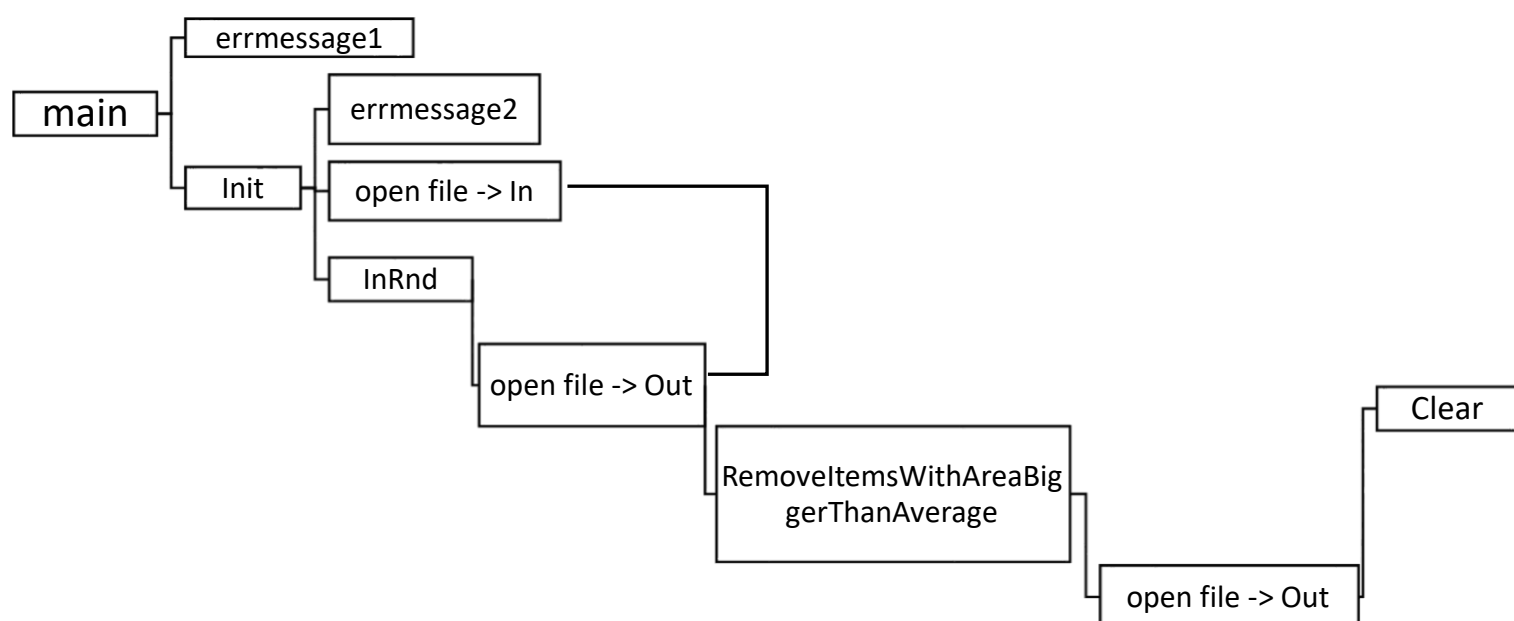 errmessage1
main
errmessage2
Init
open file -> In
InRnd
open file -> Out
Clear
RemoveItemsWithAreaBig
gerThanAverage
open file -> Out